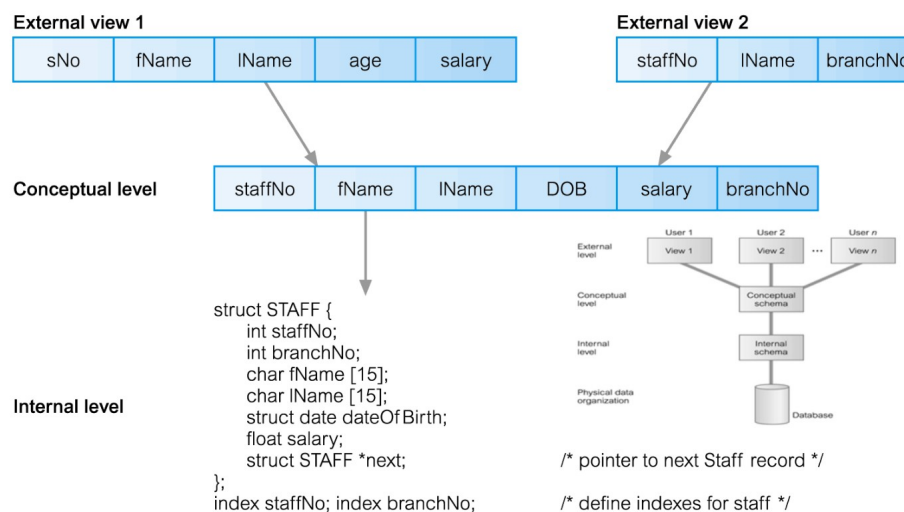 External view 1
External view 2
sNo fName lName age salary
staffNo lName branchNo
Conceptual level
staffNo fName lName DOB salary branchNo
User 1 User 2 User n
External level
View 1 View 2 ... View n
Conceptual level
Conceptual schema
Internal level
Internal schema
Physical data organization
Database
Internal level
struct STAFF {
int staffNo;
int branchNo;
char fName [15];
char lName [15];
struct date dateOfBirth;
float salary;
struct STAFF *next; /* pointer to next Staff record */
};
index staffNo; index branchNo; /* define indexes for staff */